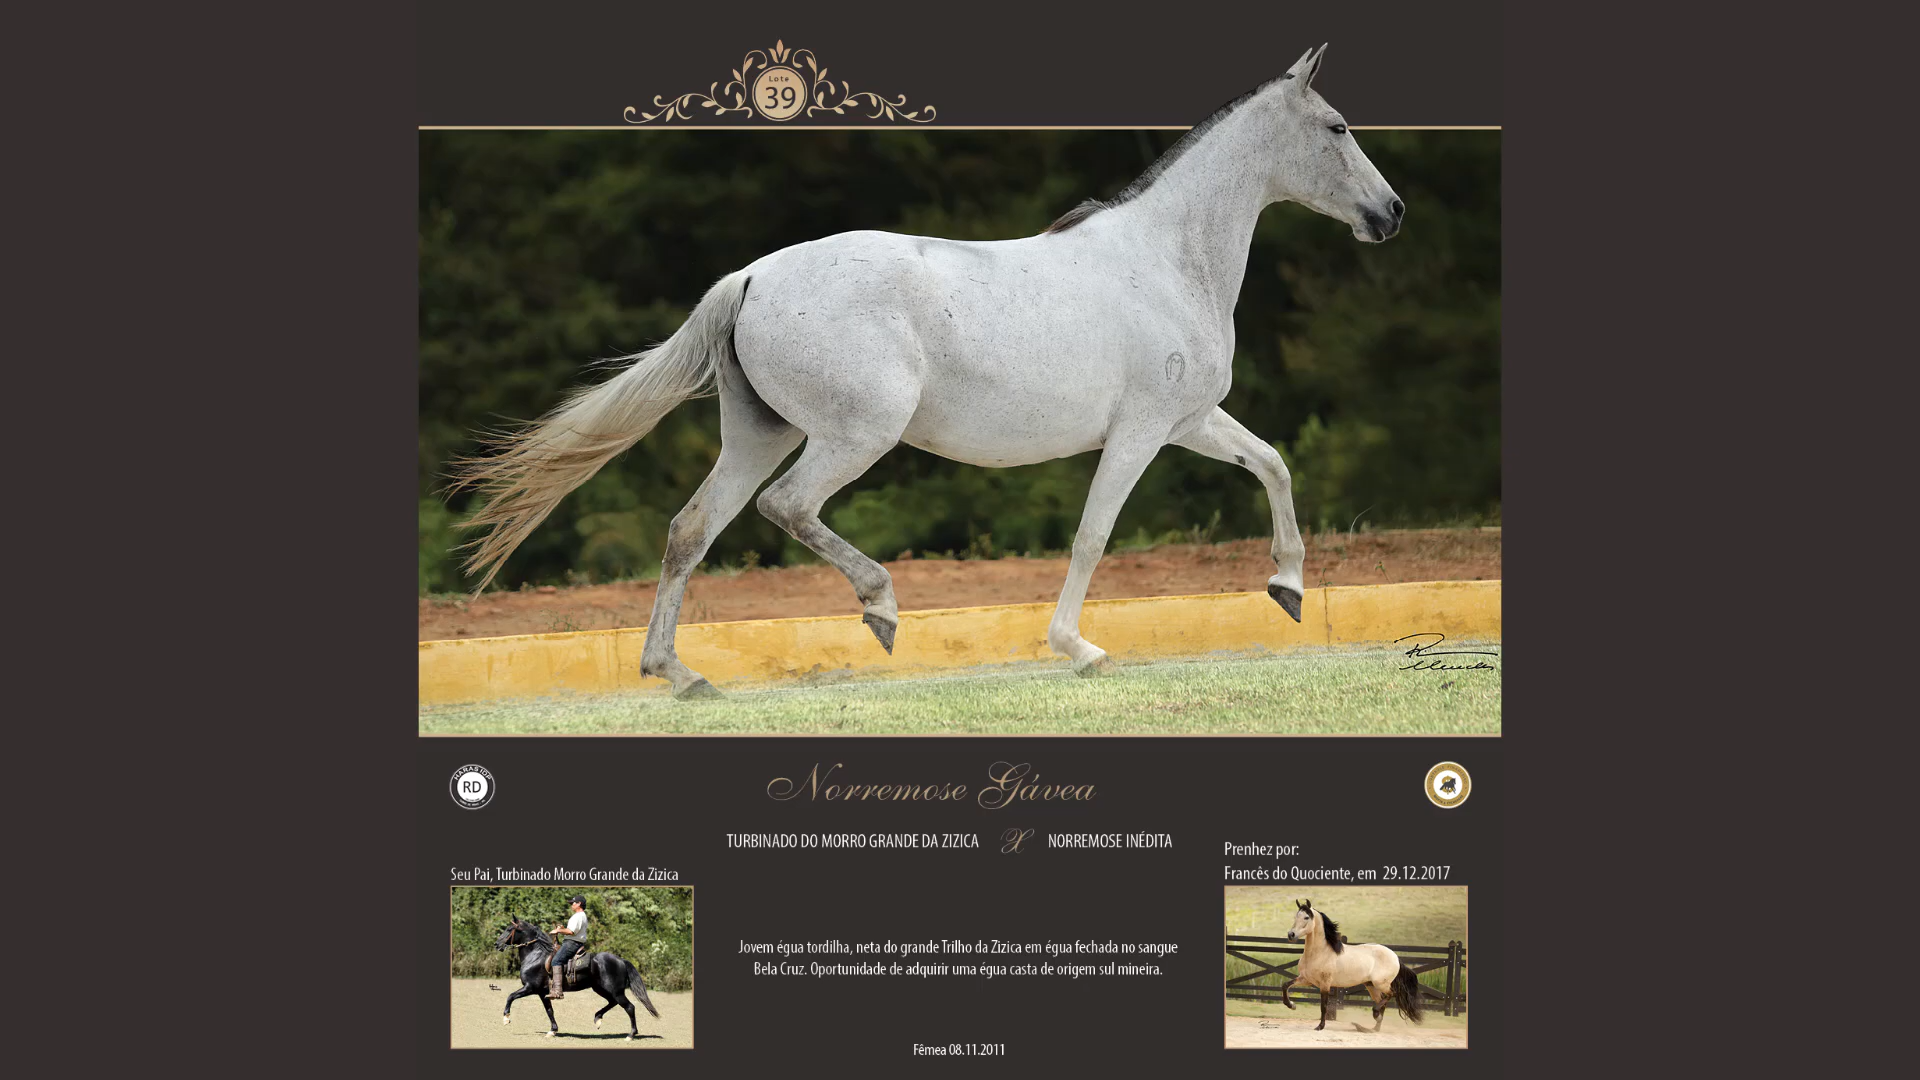 Lote
39
HARAS IDP
RD
Norremose Gávea
TURBINADO DO MORRO GRANDE DA ZIZICA X NORREMOSE INÉDITA
Seu Pai, Turbinado Morro Grande da Zizica
Prenhez por:
Francês do Quociente, em 29.12.2017
Jovem égua tordilha, neta do grande Trilho da Zizica em égua fechada no sangue
Bela Cruz. Oportunidade de adquirir uma égua casta de origem sul mineira.
Fêmea 08.11.2011